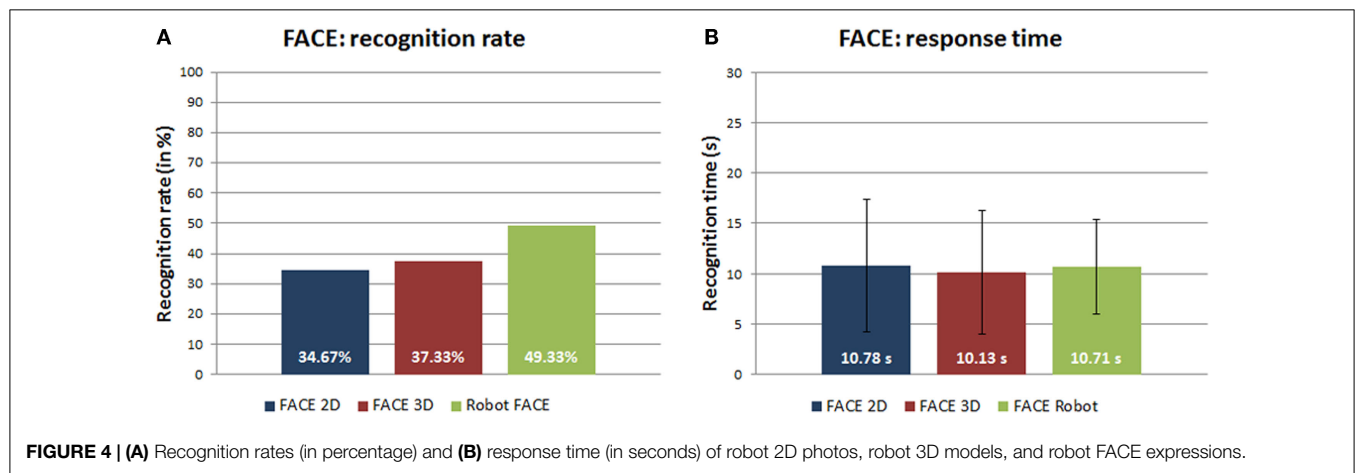 A
FACE: recognition rate
Recognition rate (in %)
100
90
80
70
60
50
40
30
20
10
0
34.67%
37.33%
49.33%
FACE 2D
FACE 3D
Robot FACE
B
FACE: response time
Recognition time (s)
30
25
20
15
10
5
0
10.78 s
10.13 s
10.71 s
FACE 2D
FACE 3D
FACE Robot
FIGURE 4 | (A) Recognition rates (in percentage) and (B) response time (in seconds) of robot 2D photos, robot 3D models, and robot FACE expressions.